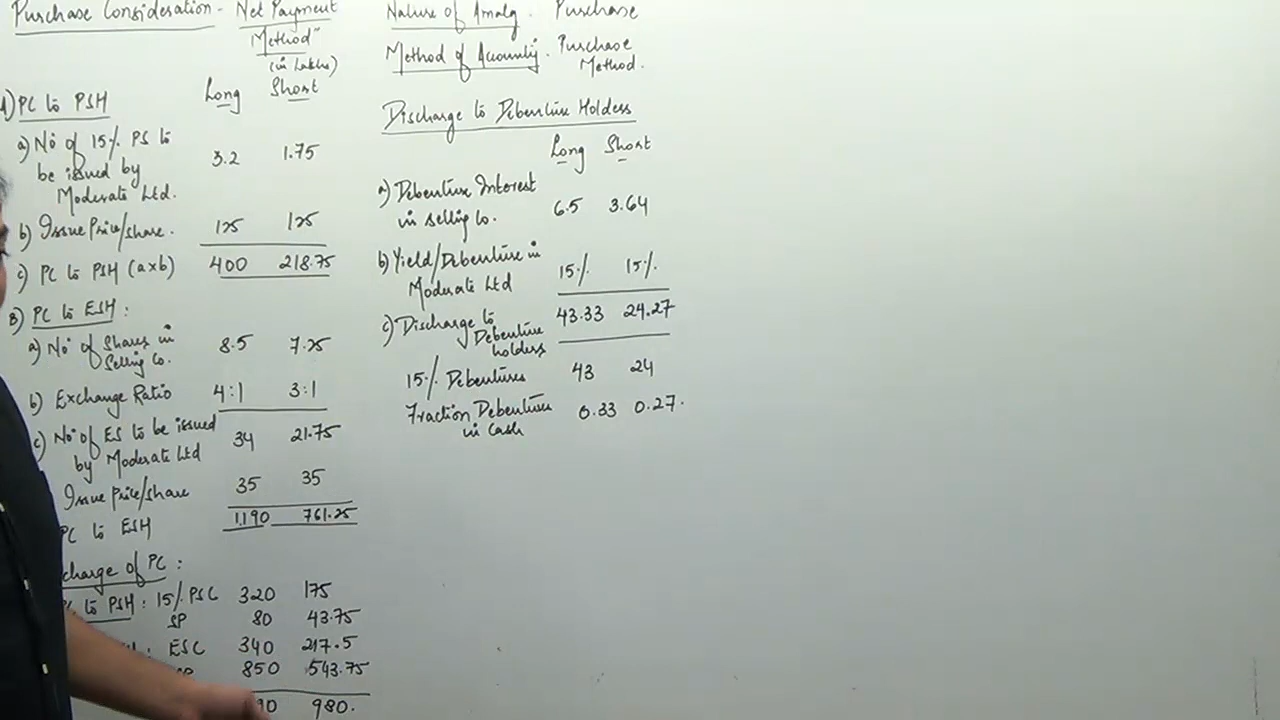 Purchase Consideration - Net Payment
Method"
(in Lakhs)
Long Short
A) PC to PSH
a) No of 15% PS to 3.2 1.75
be issued by
Moderate Ltd.
b) Issue Price/share. 125 125
c) PC to PSH (a×b) 400 218.75
B) PC to ESH :
a) No of Shares in 8.5 7.25
Selling Co.
b) Exchange Ratio 4:1 3:1
c) No of ES to be issued 34 21.75
by Moderate Ltd
Issue Price/share 35 35
PC to ESH 1190 761.25
charge of PC :
to PSH : 15% PSC 320 175
SP 80 43.75
: ESC 340 217.5
850 543.75
90 980.
Nature of Amalg. Purchase
Method of Accounting. Purchase
Method.
Discharge to Debenture Holders
Long Short
a) Debenture Interest 6.5 3.64
in selling Co.
b) Yield/Debenture in 15% 15%
Moderate Ltd
c) Discharge to 43.33 24.27
Debenture
holders
15% Debentures 43 24
Fraction Debenture 0.33 0.27.
in cash